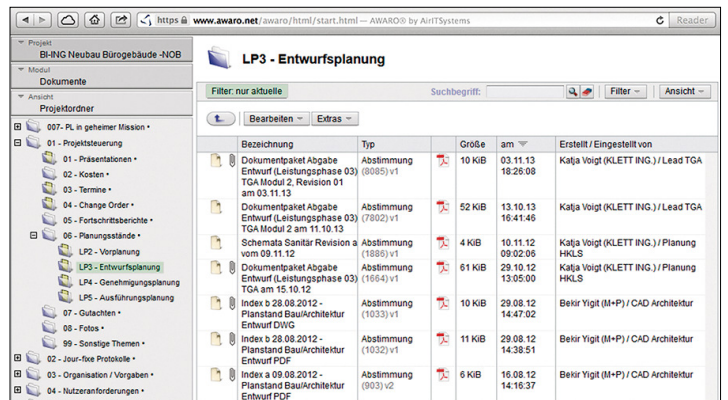 https www.awaro.net/awaro/html/start.html — AWARO® by AirITSystems
Reader
Projekt
BI-ING Neubau Bürogebäude -NOB
Modul
Dokumente
Ansicht
Projektordner
007- PL in geheimer Mission •
01 - Projektsteuerung
01 - Präsentationen •
02 - Kosten •
03 - Termine •
04 - Change Order •
05 - Fortschrittsberichte •
06 - Planungsstände •
LP2 - Vorplanung
LP3 - Entwurfsplanung
LP4 - Genehmigungsplanung
LP5 - Ausführungsplanung
07 - Gutachten •
08 - Fotos •
99 - Sonstige Themen •
02 - Jour-fixe Protokolle •
03 - Organisation / Vorgaben •
04 - Nutzeranforderungen •
LP3 - Entwurfsplanung
Filter: nur aktuelle
Suchbegriff:
Filter
Ansicht
Bearbeiten
Extras
Bezeichnung Typ Größe am Erstellt / Eingestellt von
Dokumentpaket Abgabe Abstimmung 10 KiB 03.11.13 Katja Voigt (KLETT ING.) / Lead TGA
Entwurf (Leistungsphase 03) (8085) v1 18:26:08
TGA Modul 2, Revision 01
am 03.11.13
Dokumentpaket Abgabe Abstimmung 52 KiB 13.10.13 Katja Voigt (KLETT ING.) / Lead TGA
Entwurf (Leistungsphase 03) (7802) v1 16:41:46
TGA Modul 2 am 11.10.13
Schemata Sanitär Revision a Abstimmung 4 KiB 10.11.12 Katja Voigt (KLETT ING.) / Planung
vom 09.11.12 (1886) v1 09:02:06 HKLS
Dokumentpaket Abgabe Abstimmung 61 KiB 29.10.12 Katja Voigt (KLETT ING.) / Planung
Entwurf (Leistungsphase 03) (1664) v1 13:05:00 HKLS
TGA am 15.10.12
Index b 28.08.2012 - Abstimmung 10 KiB 29.08.12 Bekir Yigit (M+P) / CAD Architektur
Planstand Bau/Architektur (1033) v1 14:47:02
Entwurf DWG
Index b 28.08.2012 - Abstimmung 11 KiB 29.08.12 Bekir Yigit (M+P) / CAD Architektur
Planstand Bau/Architektur (1032) v1 14:38:51
Entwurf PDF
Index a 09.08.2012 - Abstimmung 6 KiB 16.08.12 Bekir Yigit (M+P) / CAD Architektur
Planstand Bau/Architektur (903) v2 14:16:37
Entwurf PDF